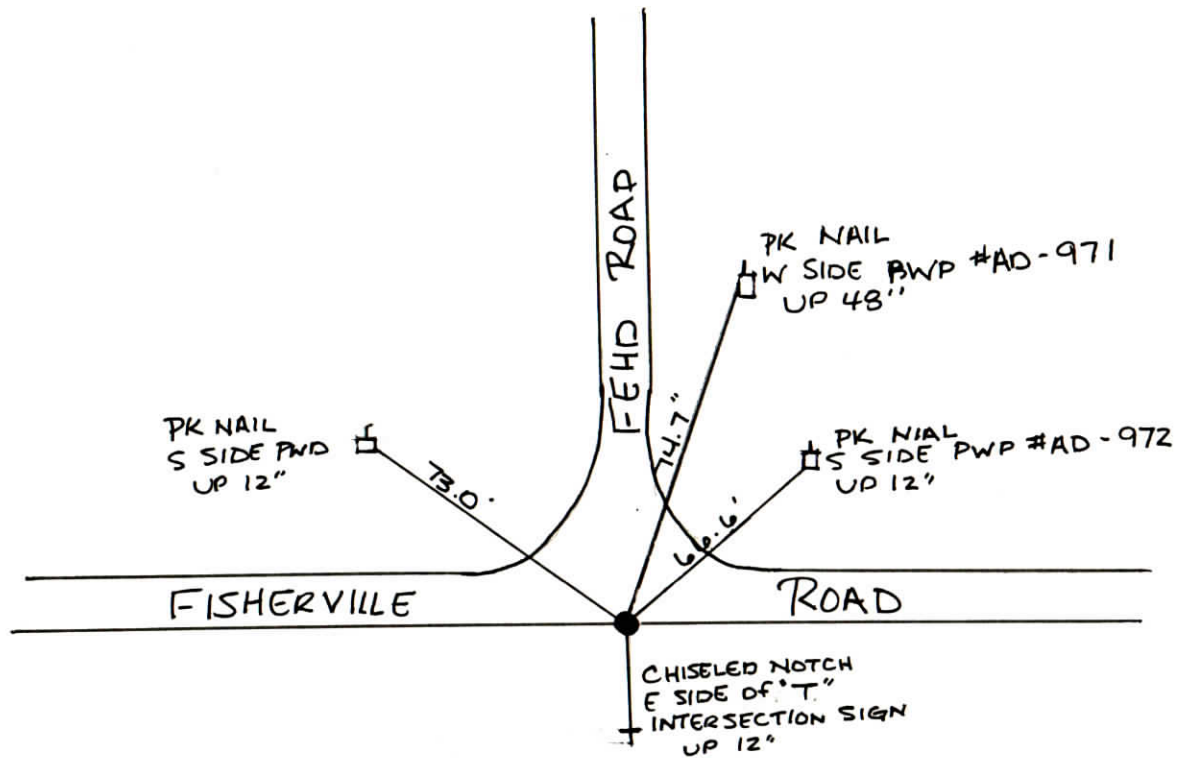 FEHD ROAD
PK NAIL
W SIDE BWP #AD-971
UP 48"
74.7"
PK NAIL
S SIDE PWD
UP 12"
73.0'
PK NIAL
S SIDE PWP #AD-972
UP 12"
66.6'
FISHERVILLE ROAD
CHISELED NOTCH
E SIDE OF "T"
INTERSECTION SIGN
UP 12"